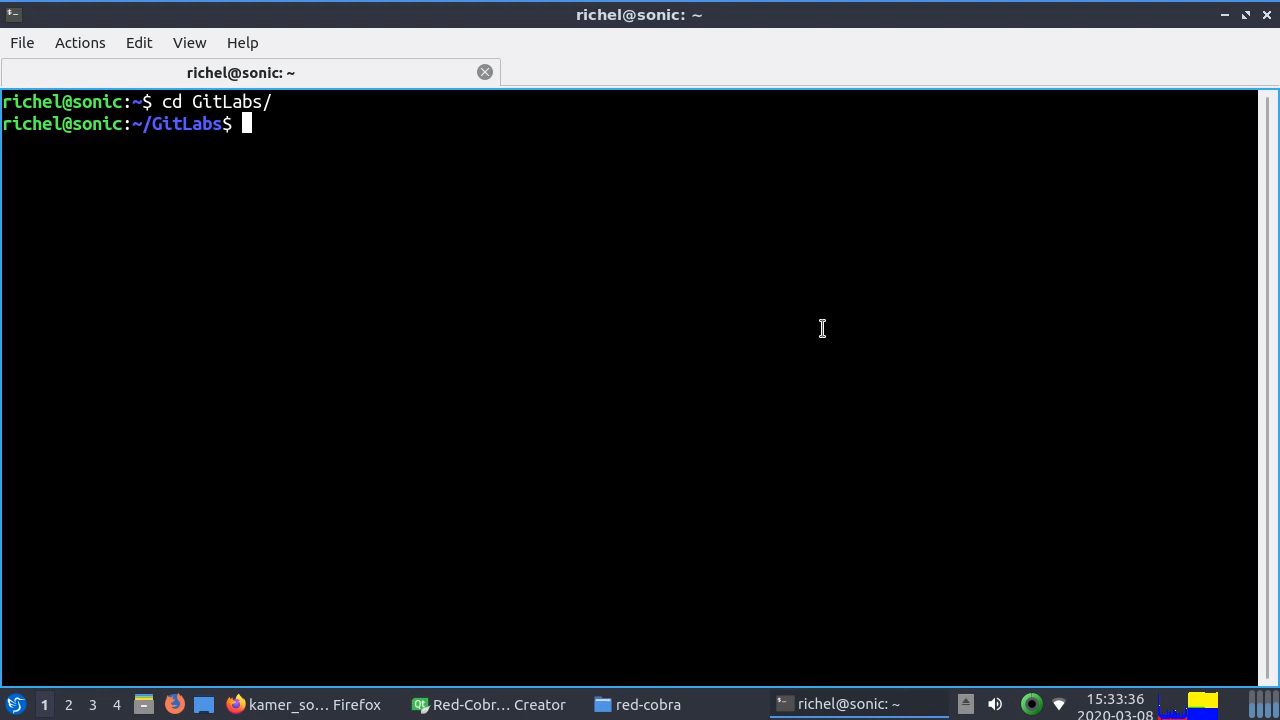 richel@sonic: ~
File Actions Edit View Help
richel@sonic: ~
richel@sonic:~$ cd GitLabs/
richel@sonic:~/GitLabs$
1 2 3 4 kamer_so... Firefox Red-Cobr... Creator red-cobra richel@sonic: ~ 15:33:36
2020-03-08